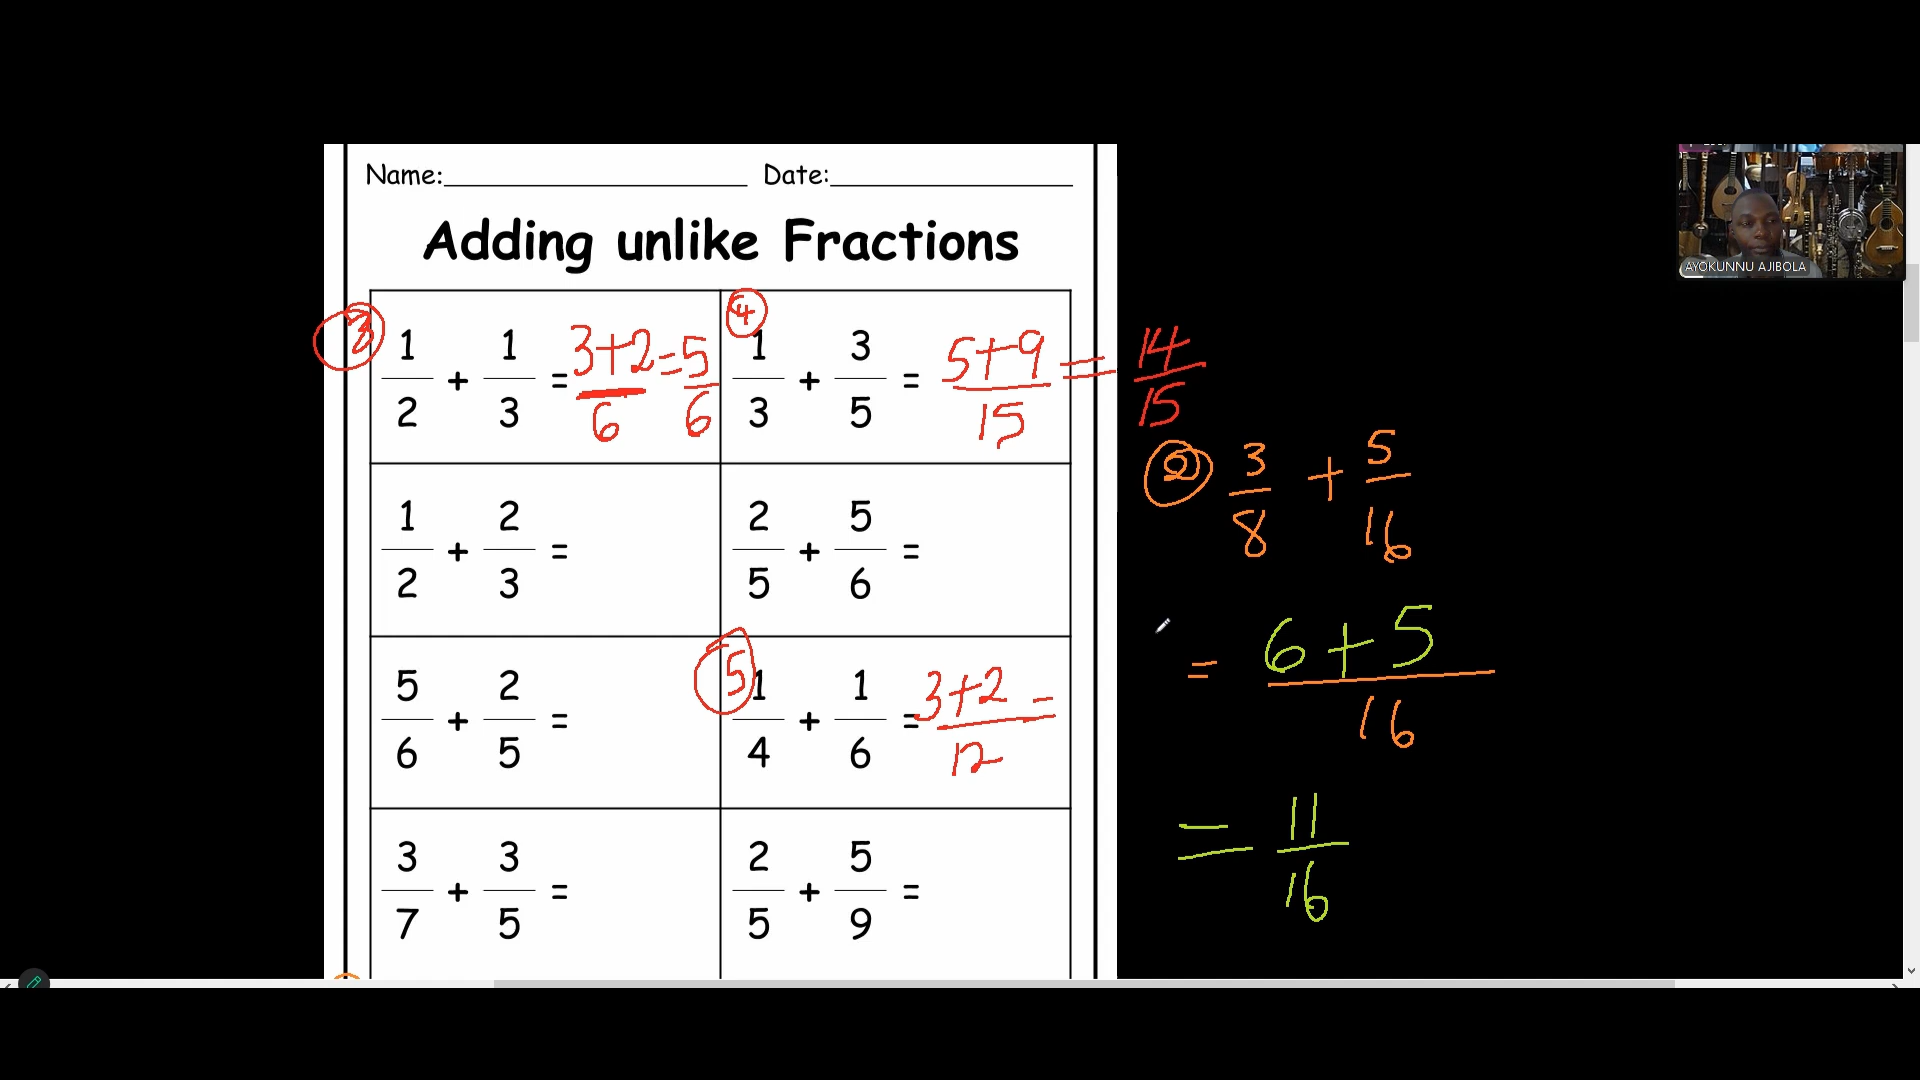 Name: Date:
Adding unlike Fractions
③ 1/2 + 1/3 = 3+2/6 = 5/6
④ 1/3 + 3/5 = 5+9/15 = 14/15
1/2 + 2/3 =
2/5 + 5/6 =
5/6 + 2/5 =
⑤ 1/4 + 1/6 = 3+2/12 =
3/7 + 3/5 =
2/5 + 5/9 =
② 3/8 + 5/16
= 6+5/16
= 11/16
AYOKUNNU AJIBOLA